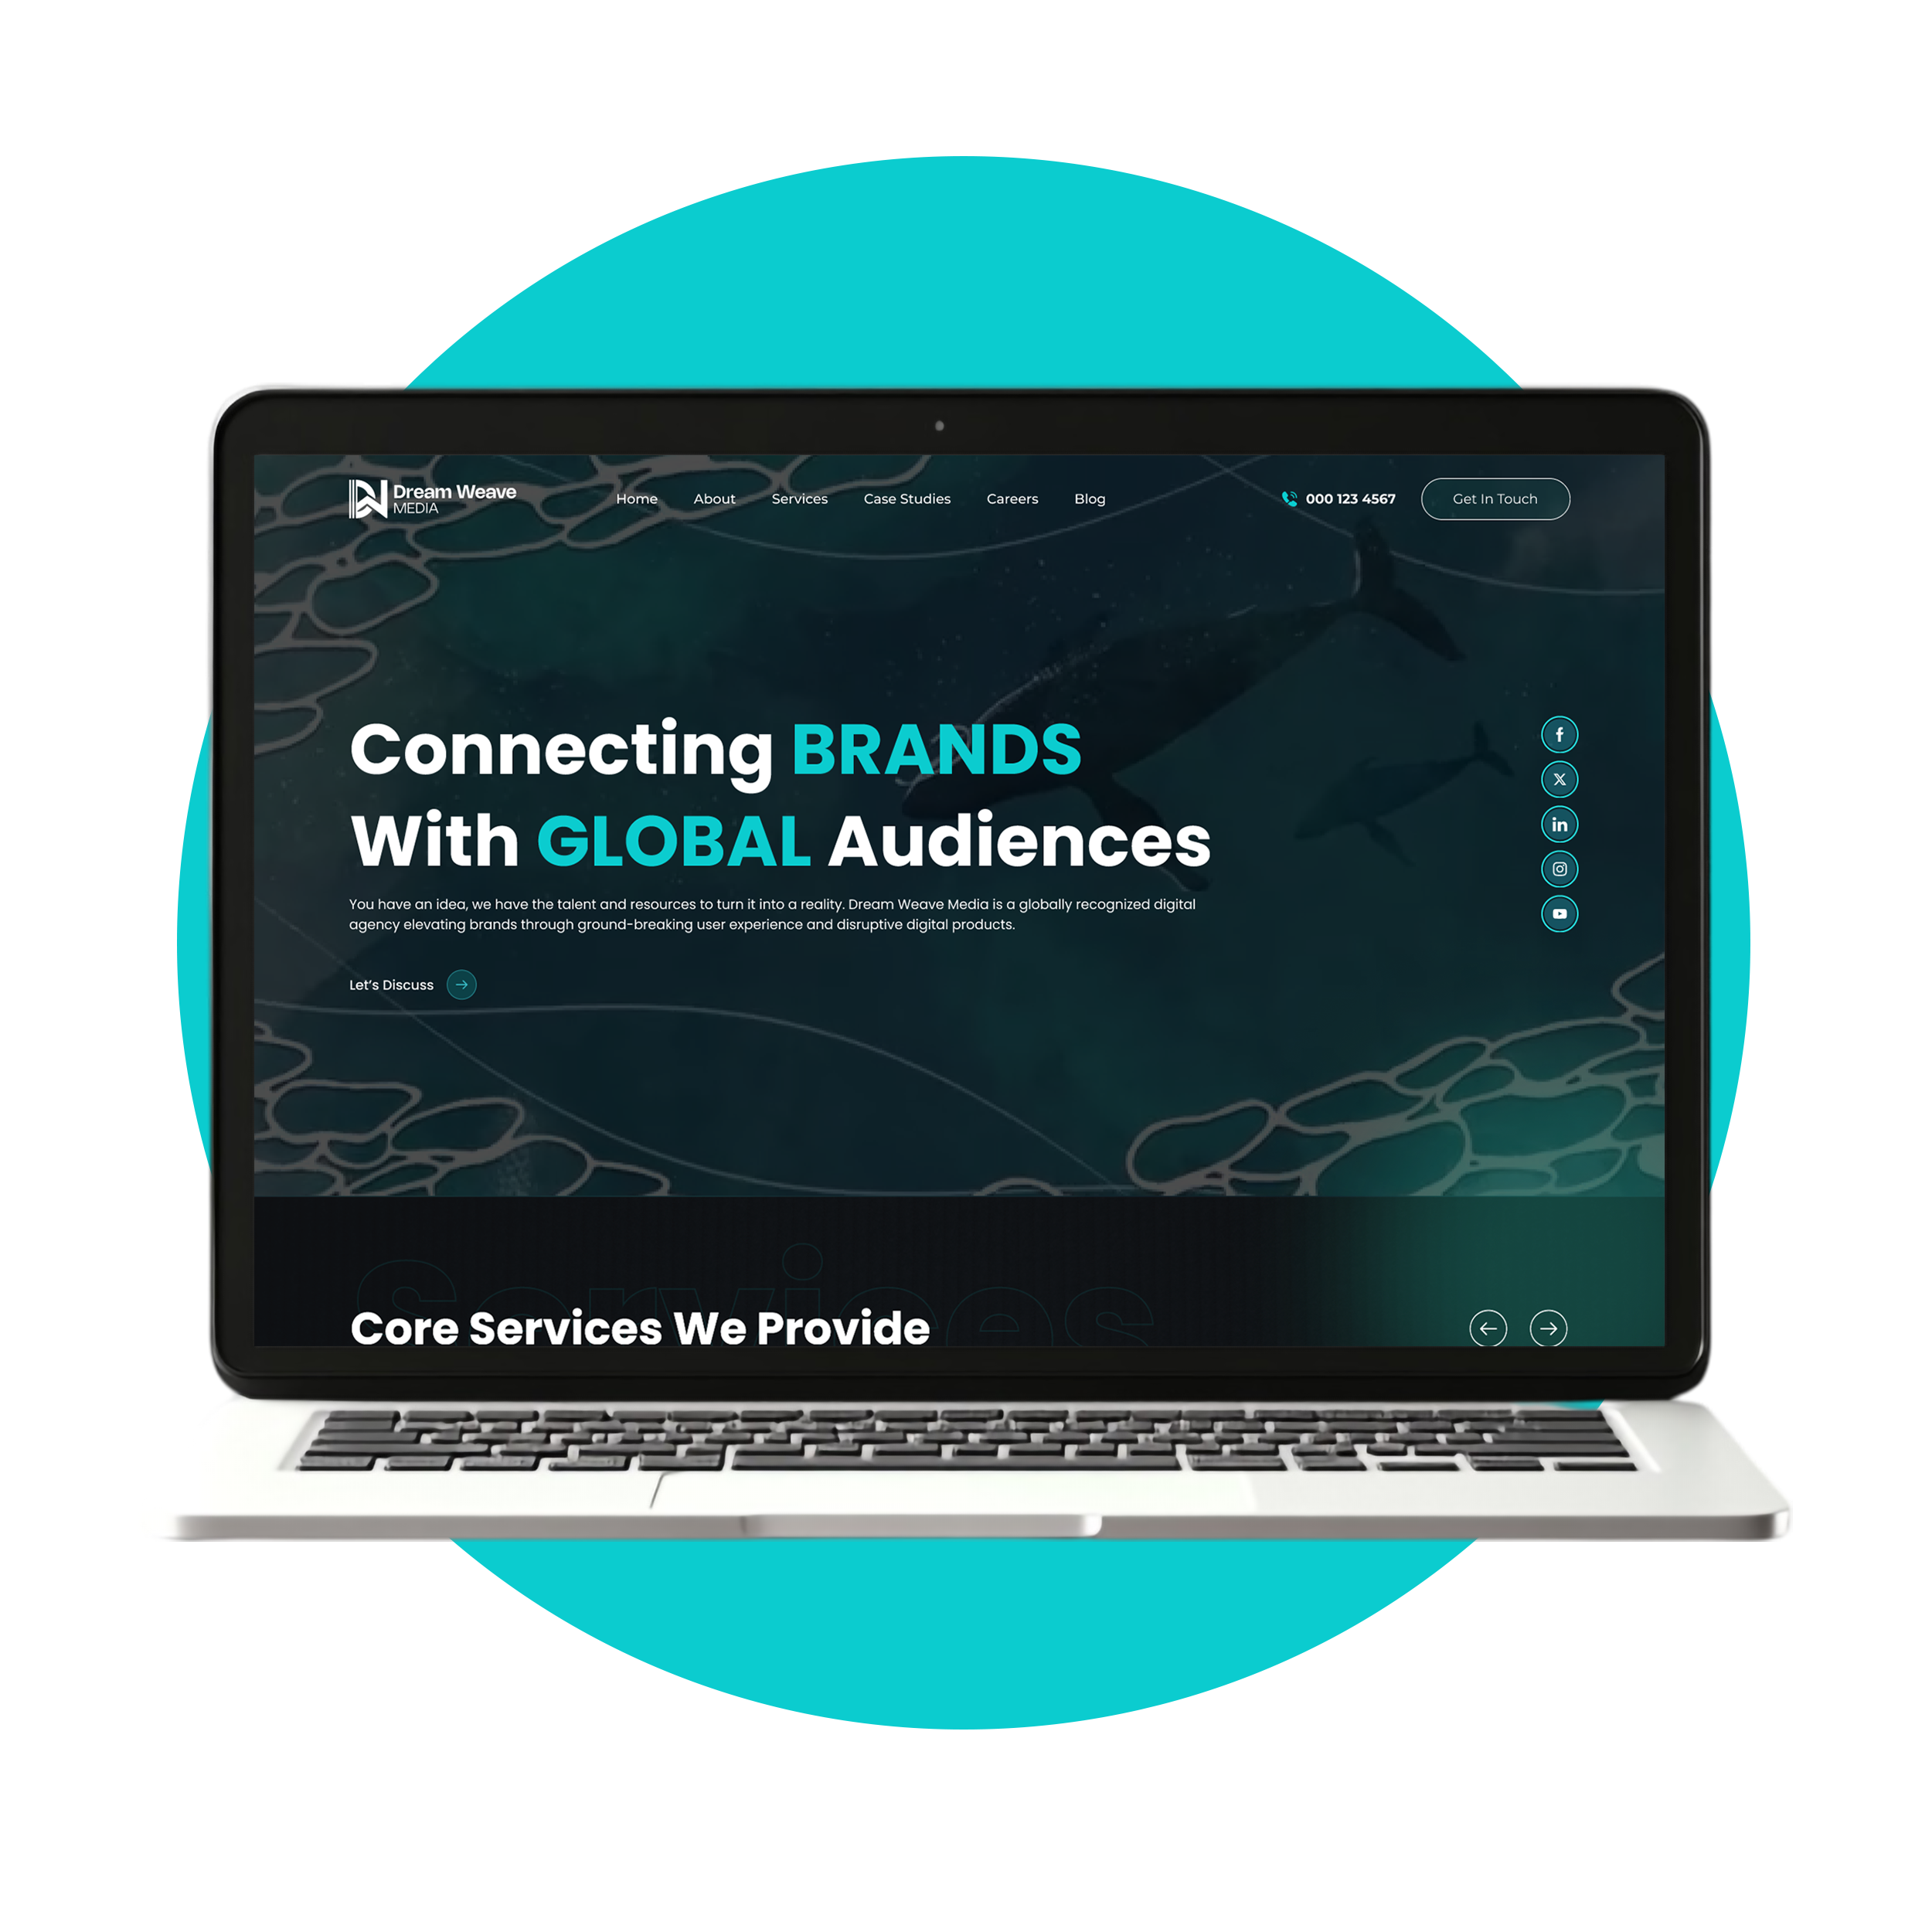 Dream Weave
MEDIA
Home About Services Case Studies Careers Blog
000 123 4567
Get In Touch
Connecting BRANDS
With GLOBAL Audiences
You have an idea, we have the talent and resources to turn it into a reality. Dream Weave Media is a globally recognized digital
agency elevating brands through ground-breaking user experience and disruptive digital products.
Let's Discuss
Services
Core Services We Provide